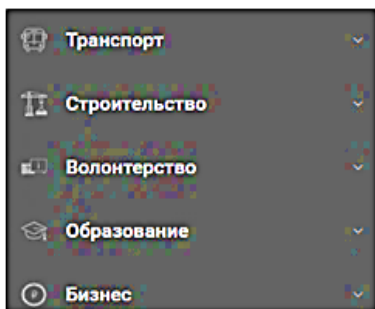 Транспорт
Строительство
Волонтерство
Образование
Бизнес